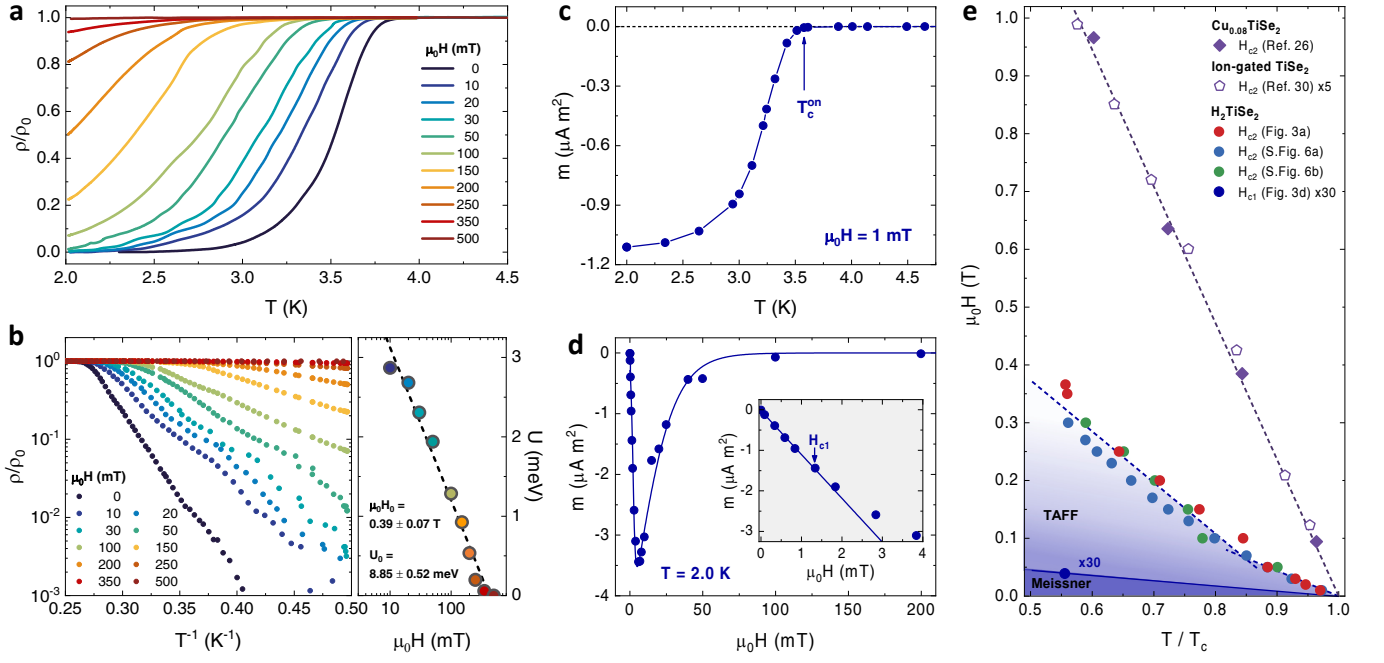 a
μ₀H (mT)
0
10
20
30
50
100
150
200
250
350
500
1.0
0.8
0.6
0.4
0.2
0.0
ρ/ρ₀
2.0 2.5 3.0 3.5 4.0 4.5
T (K)
b
10⁰
10⁻¹
10⁻²
10⁻³
ρ/ρ₀
μ₀H (mT)
0
10 20
30 50
100 150
200 250
350 500
0.25 0.30 0.35 0.40 0.45 0.50
T⁻¹ (K⁻¹)
μ₀H₀ =
0.39 ± 0.07 T
U₀ =
8.85 ± 0.52 meV
3
2
1
0
U (meV)
10 100
μ₀H (mT)
c
0.0
-0.3
-0.6
-0.9
-1.2
m (μA m²)
T_c^on
μ₀H = 1 mT
2.0 2.5 3.0 3.5 4.0 4.5
T (K)
d
0
-1
-2
-3
-4
m (μA m²)
T = 2.0 K
0 50 100 150 200
μ₀H (mT)
0
-1
-2
-3
m (μA m²)
H_c1
0 1 2 3 4
μ₀H (mT)
e
Cu₀.₀₈TiSe₂
H_c2 (Ref. 26)
Ion-gated TiSe₂
H_c2 (Ref. 30) x5
H₂TiSe₂
H_c2 (Fig. 3a)
H_c2 (S.Fig. 6a)
H_c2 (S.Fig. 6b)
H_c1 (Fig. 3d) x30
1.0
0.9
0.8
0.7
0.6
0.5
0.4
0.3
0.2
0.1
0.0
μ₀H (T)
TAFF
x30
Meissner
0.5 0.6 0.7 0.8 0.9 1.0
T / T_c